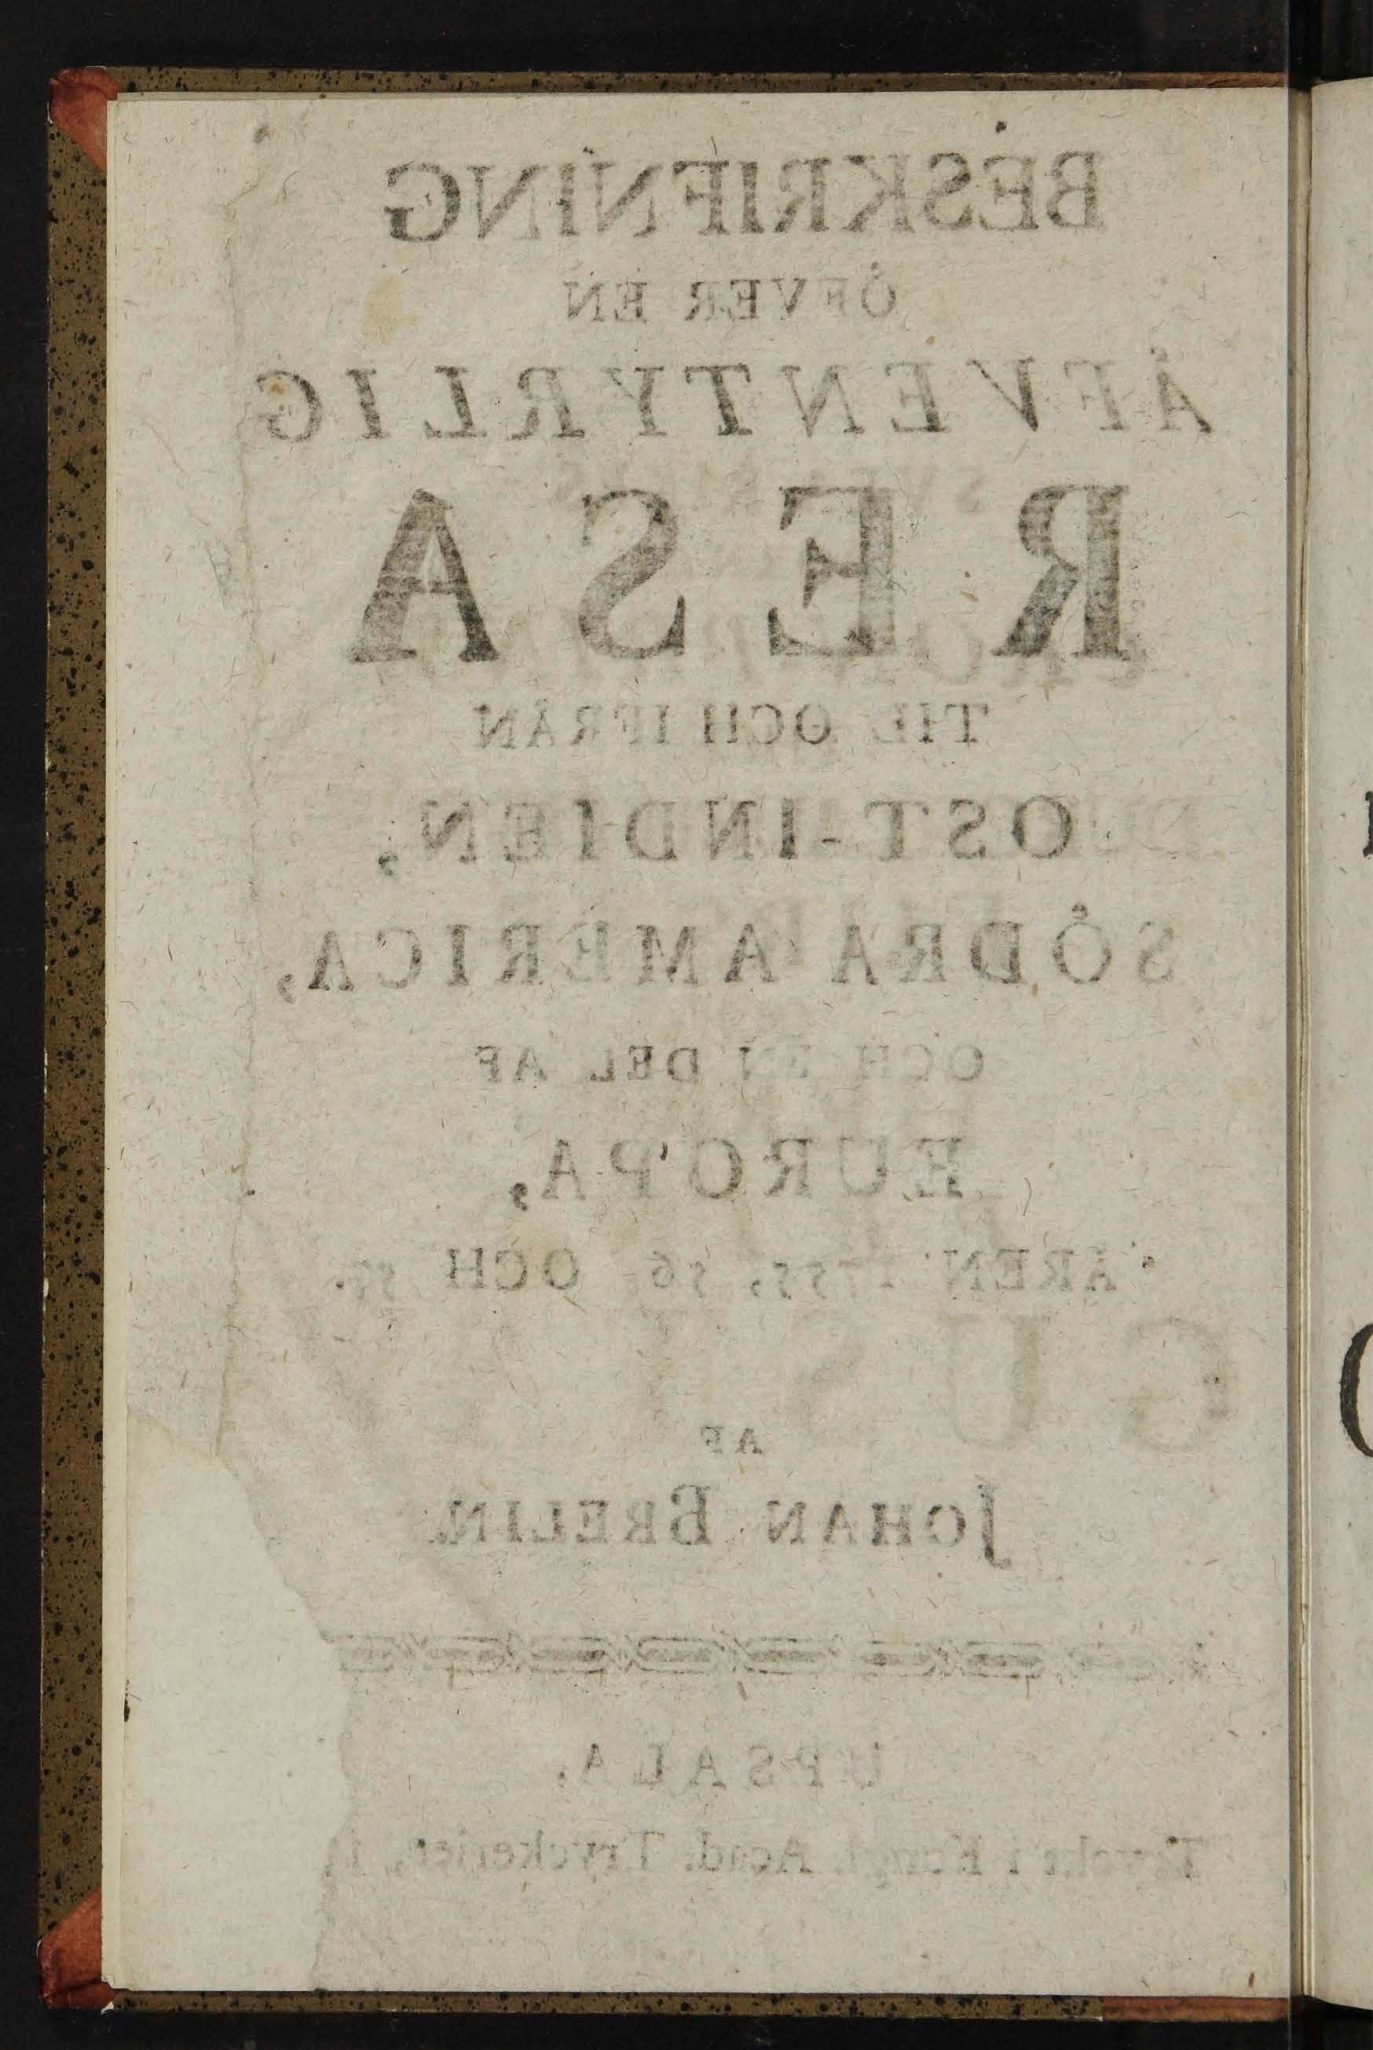 BESKRIFNING
ÖFVER EN
ÄFVENTYRLIG
RESA
TIL OCH IFRÅN
OST-INDIEN,
SÖDRA AMERICA,
OCH EN DEL AF
EUROPA,
ÅREN 1755, 56 OCH 57.
AF
JOHAN BRELIN.
UPSALA,
Tryckt i Kongl. Acad. Tryckeriet,